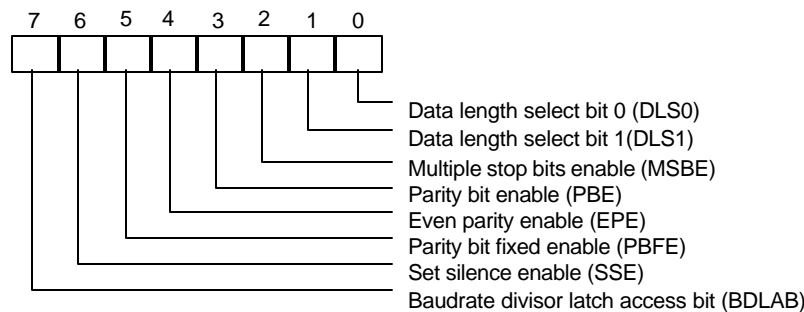 7 6 5 4 3 2 1 0
Data length select bit 0 (DLS0)
Data length select bit 1(DLS1)
Multiple stop bits enable (MSBE)
Parity bit enable (PBE)
Even parity enable (EPE)
Parity bit fixed enable (PBFE)
Set silence enable (SSE)
Baudrate divisor latch access bit (BDLAB)